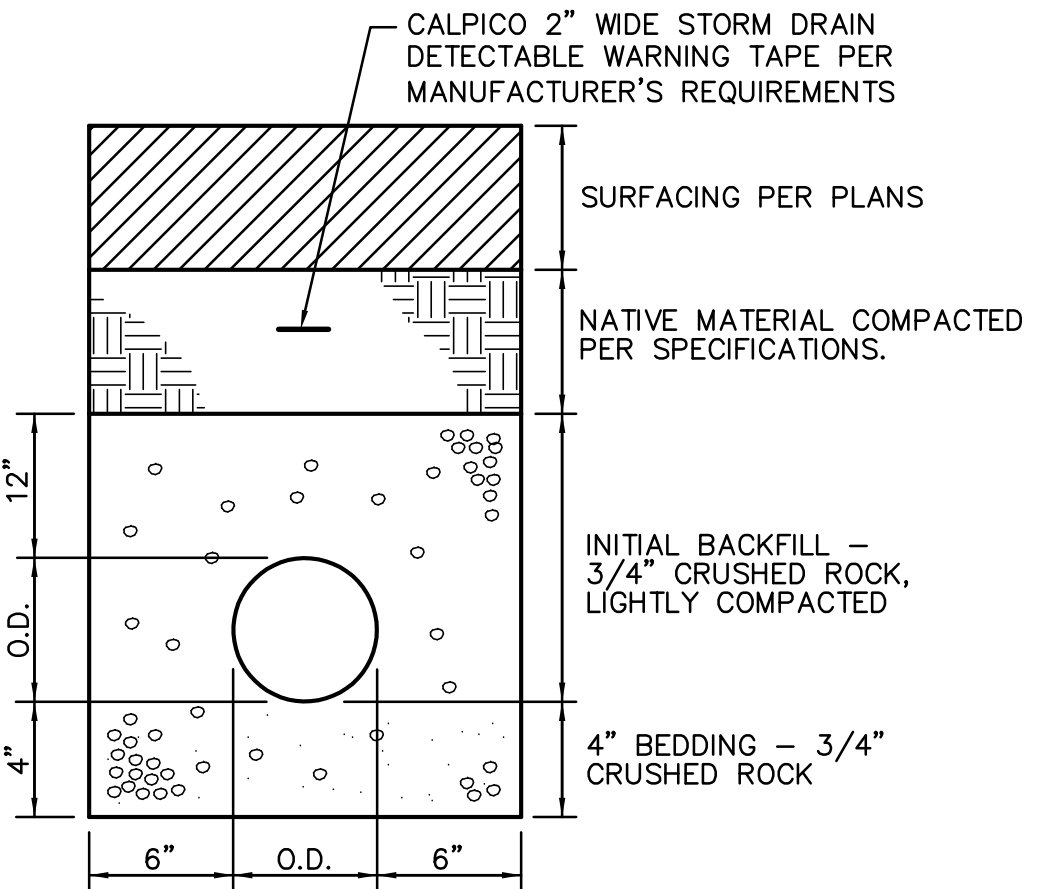 CALPICO 2" WIDE STORM DRAIN
DETECTABLE WARNING TAPE PER
MANUFACTURER'S REQUIREMENTS
SURFACING PER PLANS
NATIVE MATERIAL COMPACTED
PER SPECIFICATIONS.
12"
INITIAL BACKFILL –
3/4" CRUSHED ROCK,
LIGHTLY COMPACTED
O.D.
4"
4" BEDDING – 3/4"
CRUSHED ROCK
6"
O.D.
6"